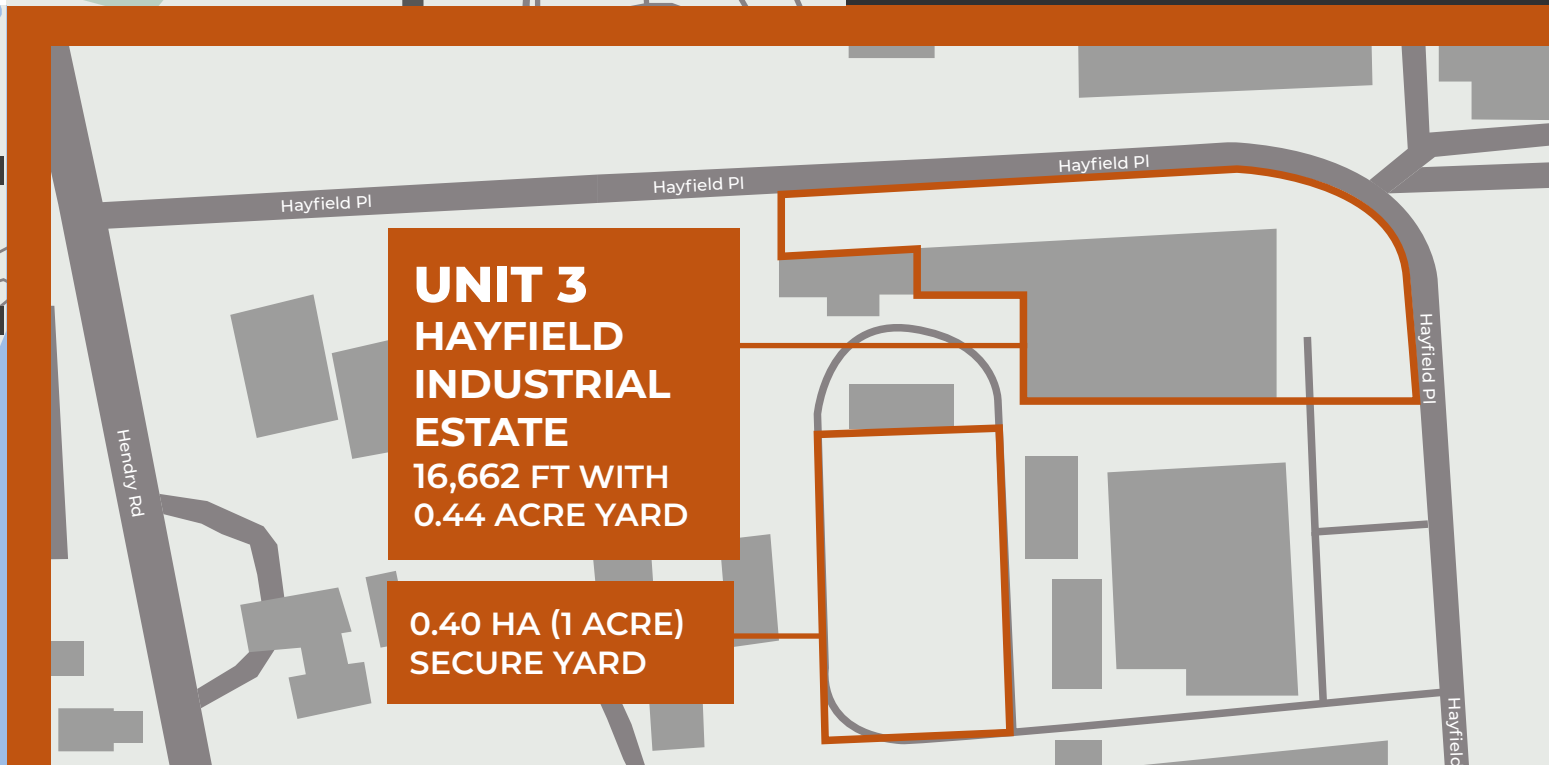 Hayfield Pl
Hayfield Pl
Hayfield Pl
UNIT 3
HAYFIELD
INDUSTRIAL
ESTATE
16,662 FT WITH
0.44 ACRE YARD
Hayfield Pl
Hendry Rd
0.40 HA (1 ACRE)
SECURE YARD
Hayfield